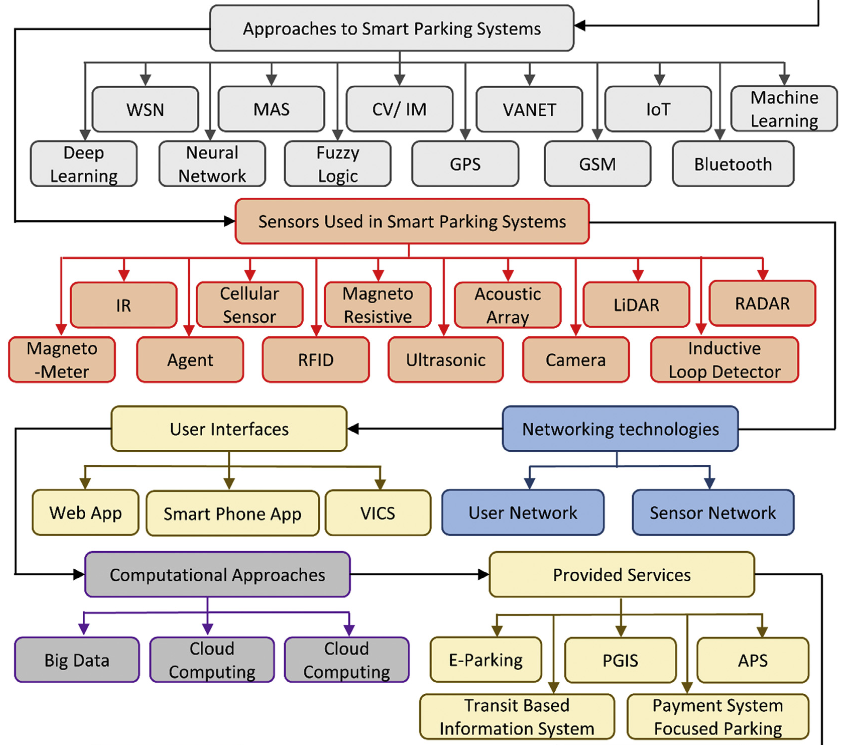 Approaches to Smart Parking Systems
WSN
MAS
CV/ IM
VANET
IoT
Machine
Learning
Deep
Learning
Neural
Network
Fuzzy
Logic
GPS
GSM
Bluetooth
Sensors Used in Smart Parking Systems
IR
Cellular
Sensor
Magneto
Resistive
Acoustic
Array
LiDAR
RADAR
Magneto
-Meter
Agent
RFID
Ultrasonic
Camera
Inductive
Loop Detector
User Interfaces
Networking technologies
Web App
Smart Phone App
VICS
User Network
Sensor Network
Computational Approaches
Provided Services
Big Data
Cloud
Computing
Cloud
Computing
E-Parking
PGIS
APS
Transit Based
Information System
Payment System
Focused Parking